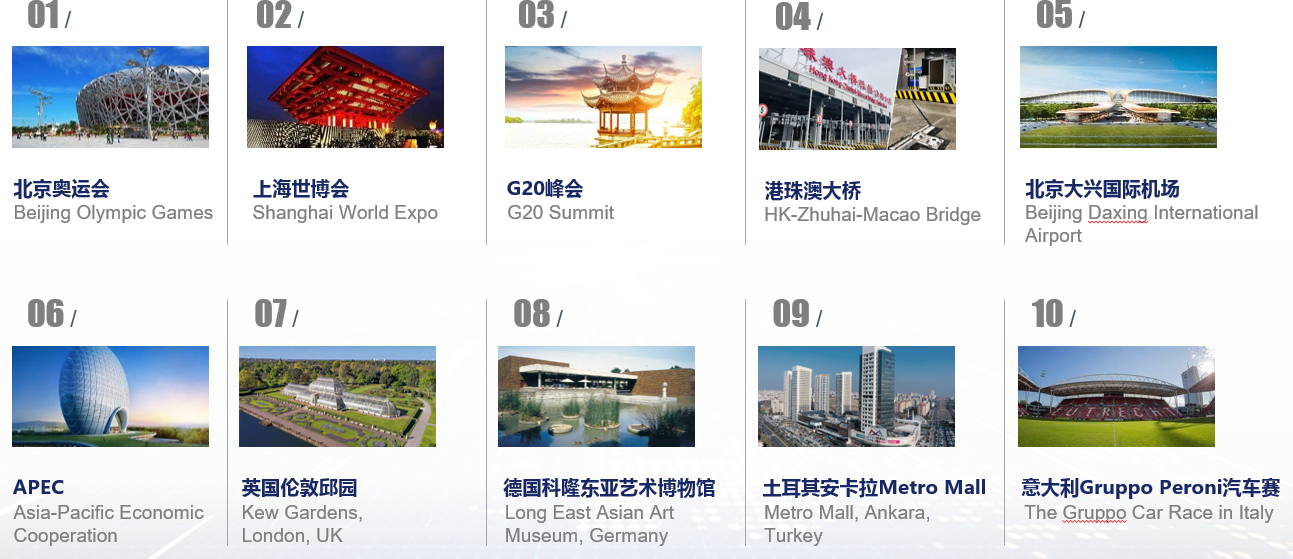 01 /
02 /
03 /
04 /
05 /
珠澳大桥
北京奥运会
Beijing Olympic Games
上海世博会
Shanghai World Expo
G20峰会
G20 Summit
港珠澳大桥
HK-Zhuhai-Macao Bridge
北京大兴国际机场
Beijing Daxing International
Airport
06 /
07 /
08 /
09 /
10 /
UTRECH
APEC
Asia-Pacific Economic
Cooperation
英国伦敦邱园
Kew Gardens,
London, UK
德国科隆东亚艺术博物馆
Long East Asian Art
Museum, Germany
土耳其安卡拉Metro Mall
Metro Mall, Ankara,
Turkey
意大利Gruppo Peroni汽车赛
The Gruppo Car Race in Italy